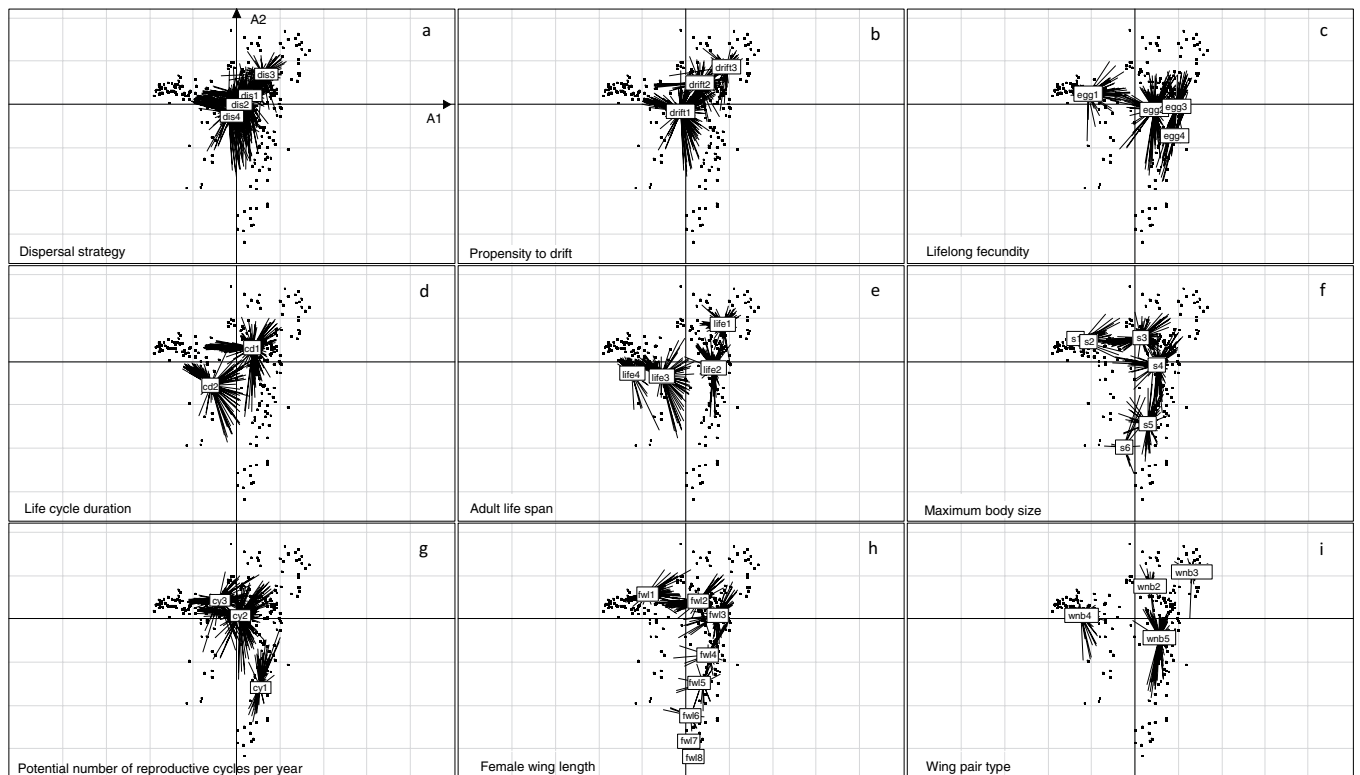 A2
a
dis3
dis1
dis2
dis4
A1
Dispersal strategy
b
drift3
drift2
drift1
Propensity to drift
c
egg1
egg2
egg3
egg4
Lifelong fecundity
d
cd1
cd2
Life cycle duration
e
life1
life2
life4
life3
Adult life span
f
s2
s3
s4
s5
s6
Maximum body size
g
cy3
cy2
cy1
Potential number of reproductive cycles per year
h
fwl1
fwl2
fwl3
fwl4
fwl5
fwl6
fwl7
fwl8
Female wing length
i
wnb3
wnb2
wnb4
wnb5
Wing pair type